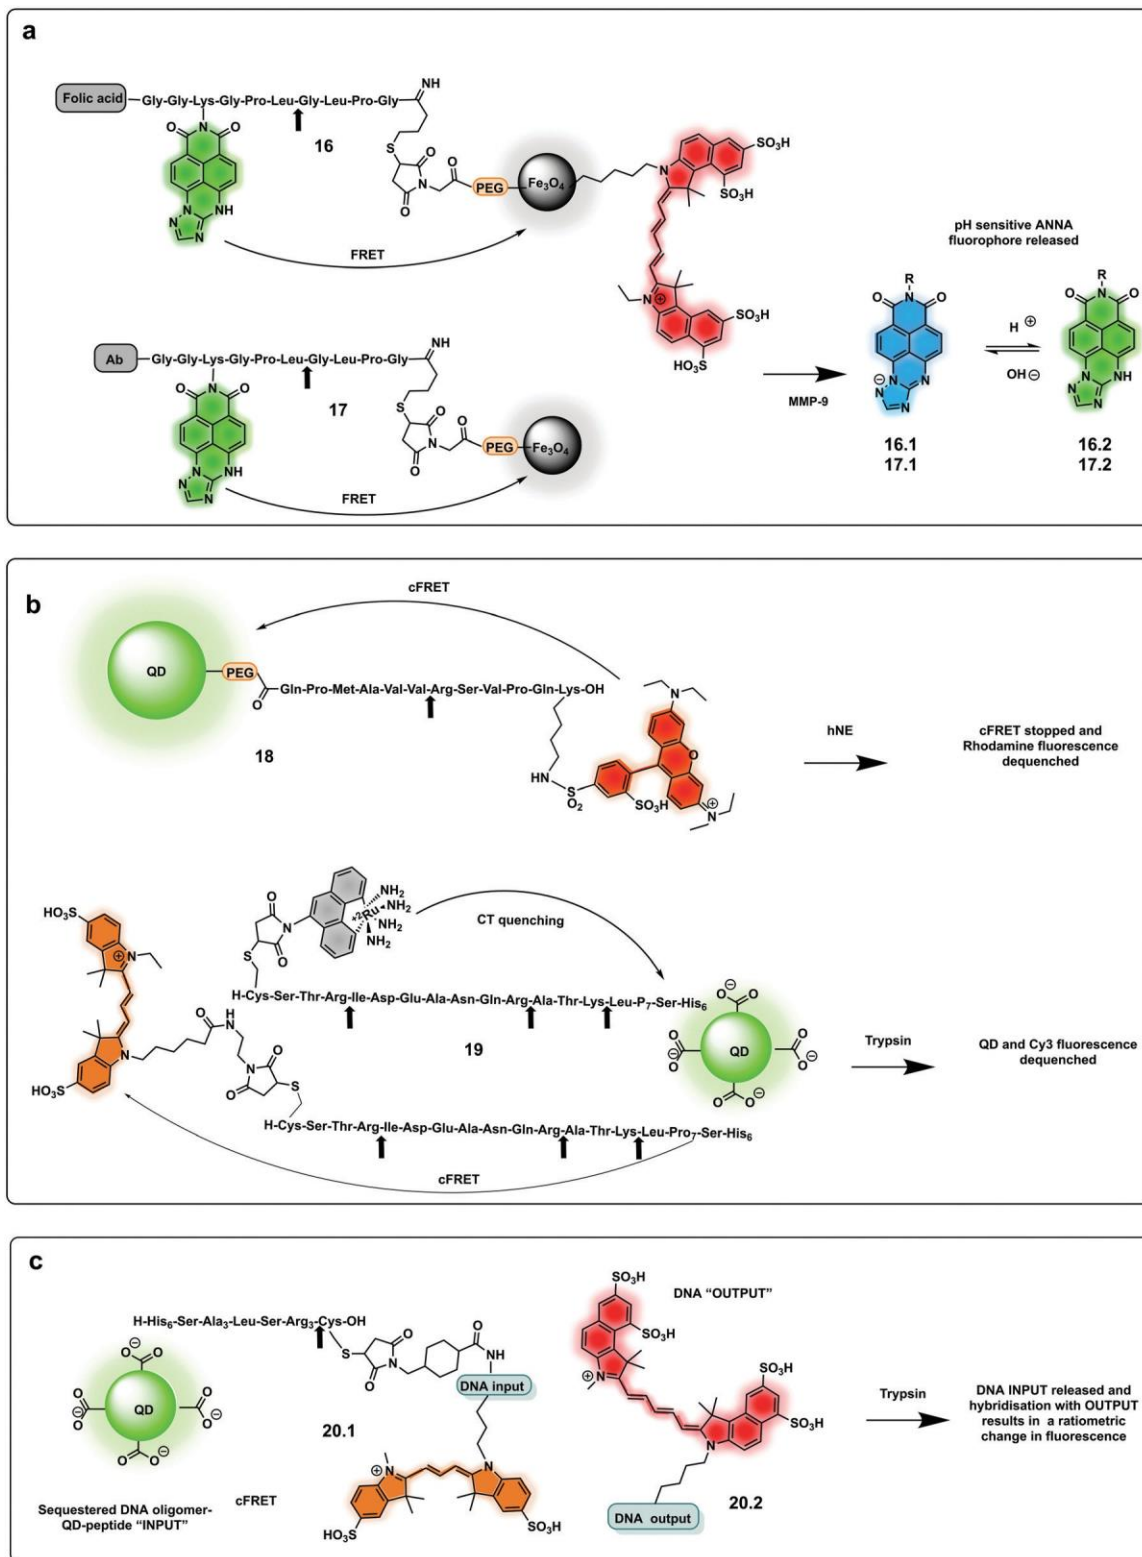 a
Folic acid
Gly-Gly-Lys-Gly-Pro-Leu-Gly-Leu-Pro-Gly
NH
O
N
O
16
S
O
N
O
O
PEG
Fe3O4
N
SO3H
SO3H
NH
N
N
N
FRET
N
SO3H
HO3S
pH sensitive ANNA
fluorophore released
R
O
N
O
H
OH
N
N
N
N
R
O
N
O
NH
N
N
N
MMP-9
16.1
17.1
16.2
17.2
Ab
Gly-Gly-Lys-Gly-Pro-Leu-Gly-Leu-Pro-Gly
NH
O
N
O
17
S
O
N
O
O
PEG
Fe3O4
NH
N
N
N
FRET
b
cFRET
QD
PEG
O
Gln-Pro-Met-Ala-Val-Val-Arg-Ser-Val-Pro-Gln-Lys-OH
18
HN
S
O2
SO3H
N
O
N
hNE
cFRET stopped and
Rhodamine fluorescence
dequenched
HO3S
N
O
N
O
S
+2
Ru
NH2
NH2
NH2
NH2
CT quenching
H-Cys-Ser-Thr-Arg-Ile-Asp-Glu-Ala-Asn-Gln-Arg-Ala-Thr-Lys-Leu-P7-Ser-His6
19
QD
O
O
O
O
O
O
O
O
Trypsin
QD and Cy3 fluorescence
dequenched
HO3S
N
O
H
N
O
N
O
S
H-Cys-Ser-Thr-Arg-Ile-Asp-Glu-Ala-Asn-Gln-Arg-Ala-Thr-Lys-Leu-Pro7-Ser-His6
cFRET
c
H-His6-Ser-Ala3-Leu-Ser-Arg3-Cys-OH
S
O
N
O
O
NH
DNA input
QD
O
O
O
O
O
O
O
O
20.1
cFRET
Sequestered DNA oligomer-
QD-peptide “INPUT”
N
N
HO3S
SO3H
DNA “OUTPUT”
SO3H
SO3H
SO3H
SO3H
N
N
DNA output
20.2
Trypsin
DNA INPUT released and
hybridisation with OUTPUT
results in a ratiometric
change in fluorescence